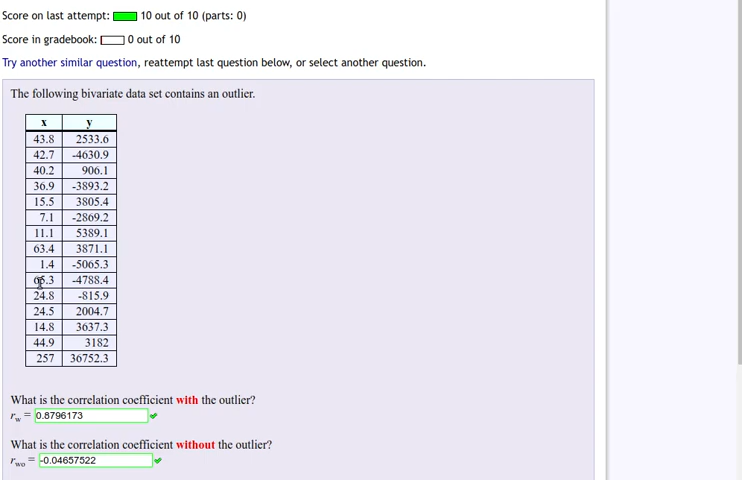 Score on last attempt: 10 out of 10 (parts: 0)
Score in gradebook: 0 out of 10
Try another similar question, reattempt last question below, or select another question.
The following bivariate data set contains an outlier.
x y
43.8 2533.6
42.7 -4630.9
40.2 906.1
36.9 -3893.2
15.5 3805.4
7.1 -2869.2
11.1 5389.1
63.4 3871.1
1.4 -5065.3
65.3 -4788.4
24.8 -815.9
24.5 2004.7
14.8 3637.3
44.9 3182
257 36752.3
What is the correlation coefficient with the outlier?
rw = 0.8796173
What is the correlation coefficient without the outlier?
rwo = -0.04657522